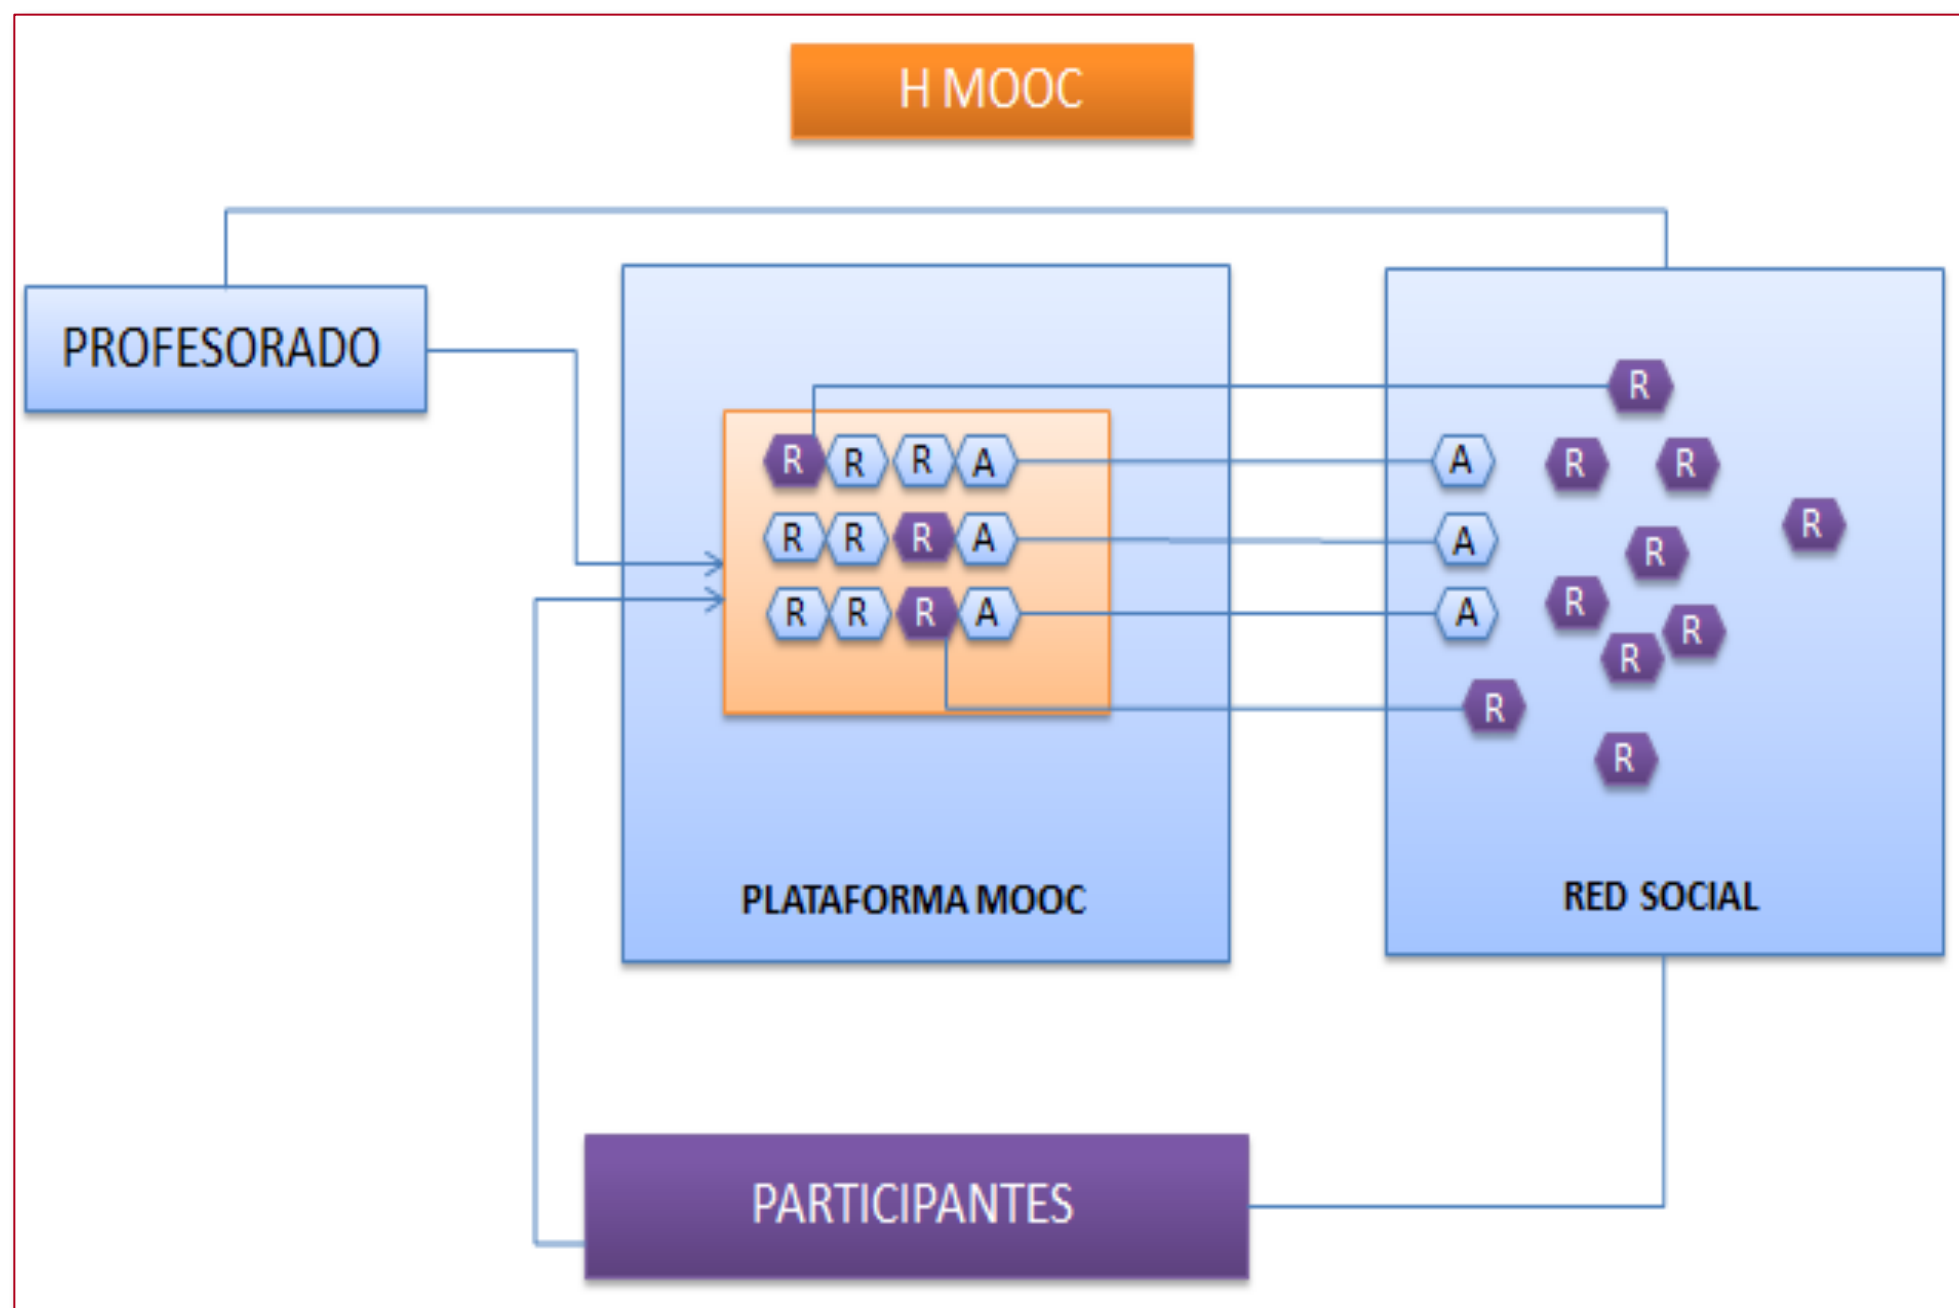 H MOOC
PROFESORADO
R
R R R A A R R
R
R R R A A R
R R
R R R A A R
R
R
R
PLATAFORMA MOOC RED SOCIAL
PARTICIPANTES